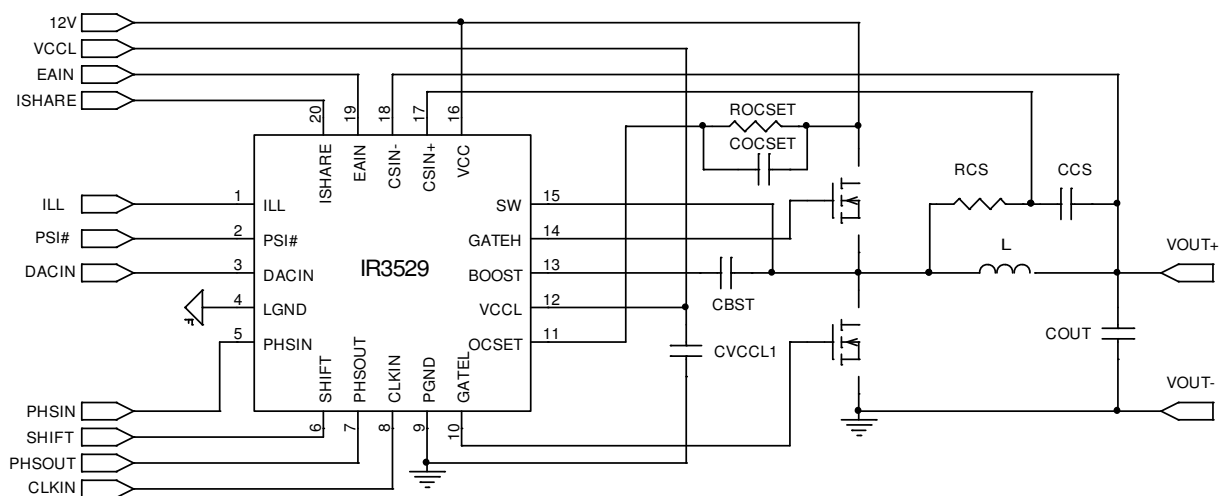 12V
VCCL
EAIN
ISHARE
20
19
18
17
16
ISHARE
EAIN
CSIN-
CSIN+
VCC
ROCSET
COCSET
RCS
CCS
ILL
1
ILL
PSI#
2
PSI#
DACIN
3
DACIN
4
LGND
5
PHSIN
IR3529
SW
15
GATEH
14
BOOST
13
VCCL
12
OCSET
11
CBST
L
VOUT+
CVCCL1
COUT
VOUT-
SHIFT
PHSOUT
CLKIN
PGND
GATEL
6
7
8
9
10
PHSIN
SHIFT
PHSOUT
CLKIN